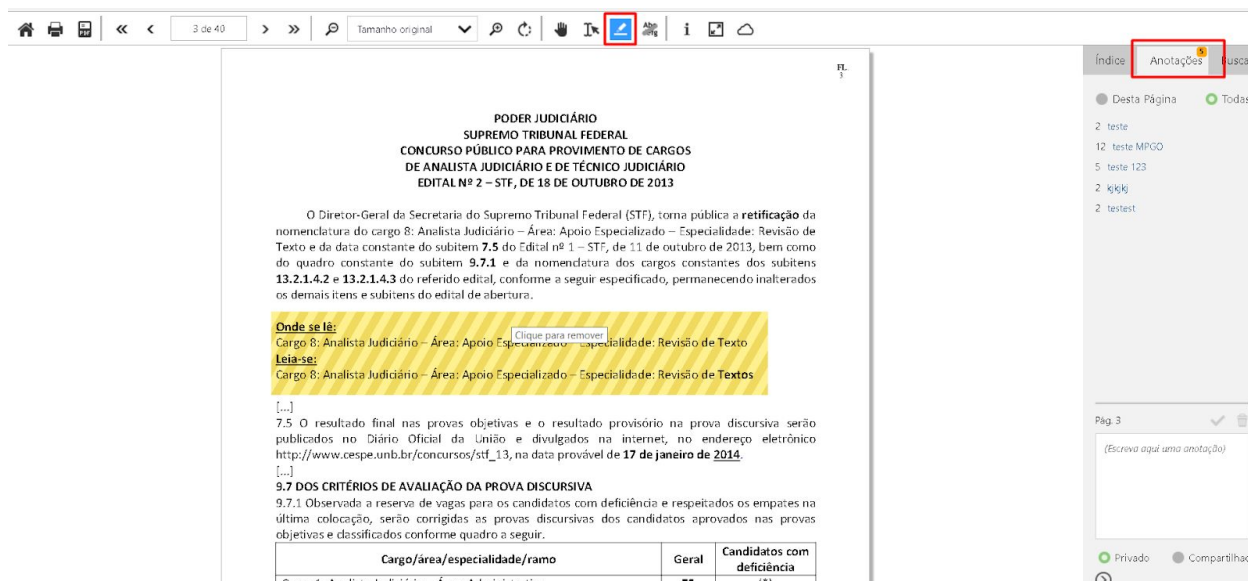 3 de 40
Tamanho original
Abc
defg
Índice
Anotações
5
Busca
FL.
3
Desta Página
Todas
2 teste
12 teste MPGO
5 teste 123
2 kjkjkj
2 testest
PODER JUDICIÁRIO
SUPREMO TRIBUNAL FEDERAL
CONCURSO PÚBLICO PARA PROVIMENTO DE CARGOS
DE ANALISTA JUDICIÁRIO E DE TÉCNICO JUDICIÁRIO
EDITAL Nº 2 – STF, DE 18 DE OUTUBRO DE 2013
O Diretor-Geral da Secretaria do Supremo Tribunal Federal (STF), torna pública a retificação da
nomenclatura do cargo 8: Analista Judiciário – Área: Apoio Especializado – Especialidade: Revisão de
Texto e da data constante do subitem 7.5 do Edital nº 1 – STF, de 11 de outubro de 2013, bem como
do quadro constante do subitem 9.7.1 e da nomenclatura dos cargos constantes dos subitens
13.2.1.4.2 e 13.2.1.4.3 do referido edital, conforme a seguir especificado, permanecendo inalterados
os demais itens e subitens do edital de abertura.
Onde se lê:
Clique para remover
Cargo 8: Analista Judiciário – Área: Apoio Especializado – Especialidade: Revisão de Texto
Leia-se:
Cargo 8: Analista Judiciário – Área: Apoio Especializado – Especialidade: Revisão de Textos
[...]
7.5 O resultado final nas provas objetivas e o resultado provisório na prova discursiva serão
publicados no Diário Oficial da União e divulgados na internet, no endereço eletrônico
http://www.cespe.unb.br/concursos/stf_13, na data provável de 17 de janeiro de 2014.
[...]
9.7 DOS CRITÉRIOS DE AVALIAÇÃO DA PROVA DISCURSIVA
9.7.1 Observada a reserva de vagas para os candidatos com deficiência e respeitados os empates na
última colocação, serão corrigidas as provas discursivas dos candidatos aprovados nas provas
objetivas e classificados conforme quadro a seguir.
Cargo/área/especialidade/ramo
Geral
Candidatos com
deficiência
Pág. 3
(Escreva aqui uma anotação)
Privado
Compartilhad